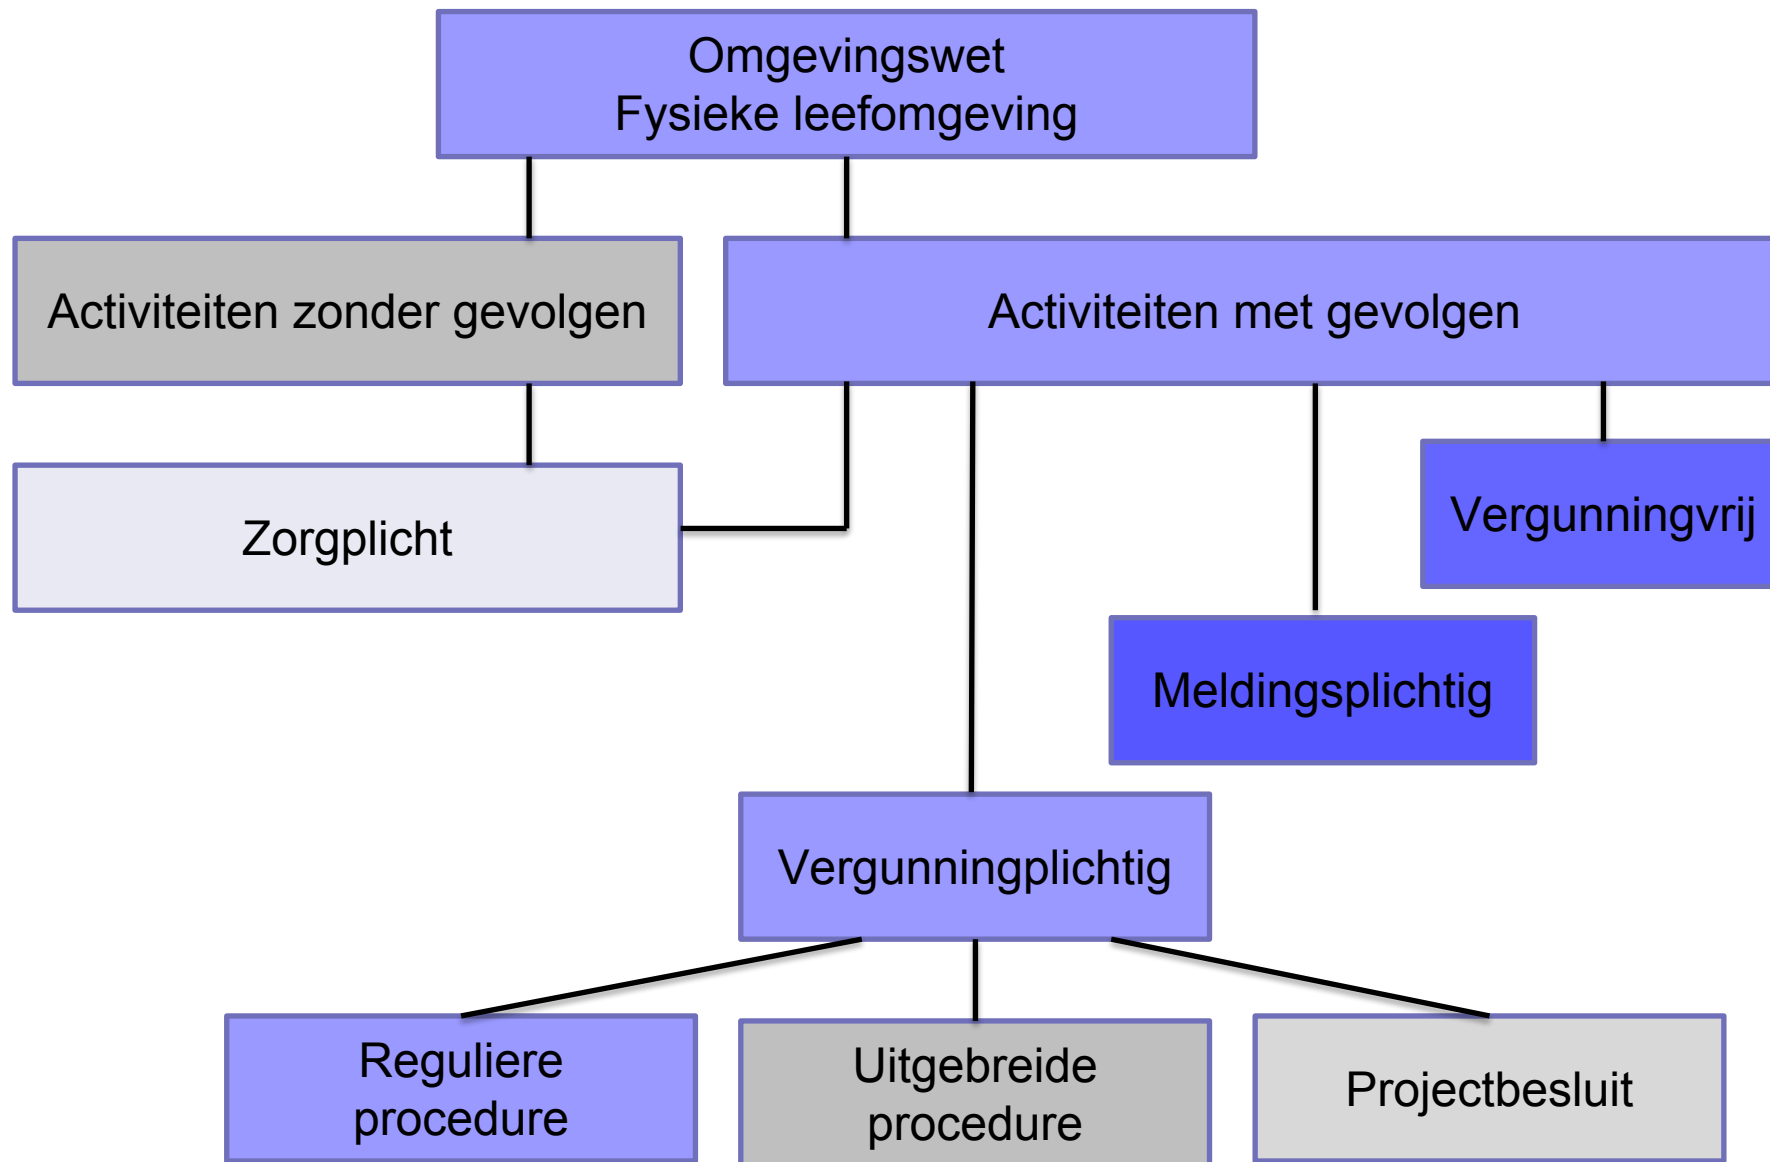 Omgevingswet
Fysieke leefomgeving
Activiteiten zonder gevolgen
Activiteiten met gevolgen
Zorgplicht
Vergunningvrij
Meldingsplichtig
Vergunningplichtig
Reguliere
procedure
Uitgebreide
procedure
Projectbesluit